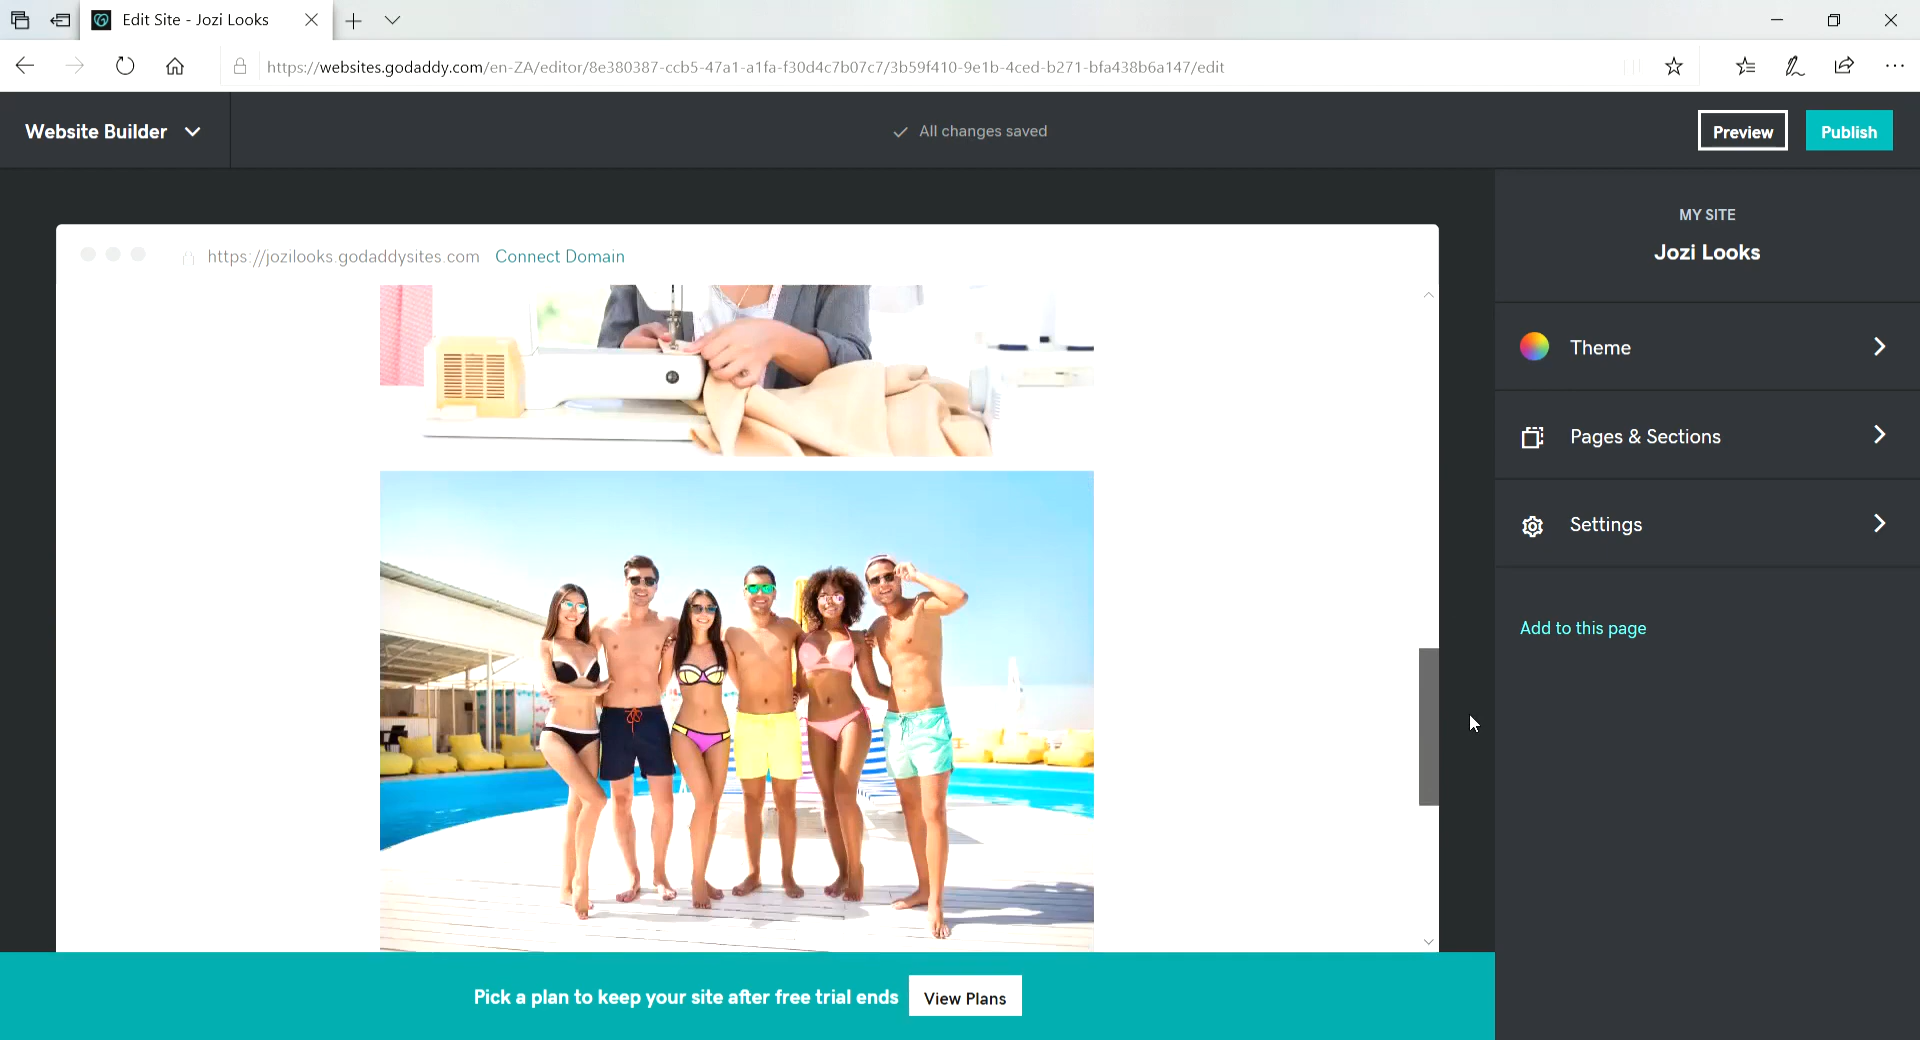 Edit Site - Jozi Looks
https://websites.godaddy.com/en-ZA/editor/8e380387-ccb5-47a1-a1fa-f30d4c7b07c7/3b59f410-9e1b-4ced-b271-bfa438b6a147/edit
Website Builder
All changes saved
Preview
Publish
https://jozilooks.godaddysites.com Connect Domain
MY SITE
Jozi Looks
Theme
Pages & Sections
Settings
Add to this page
Pick a plan to keep your site after free trial ends
View Plans